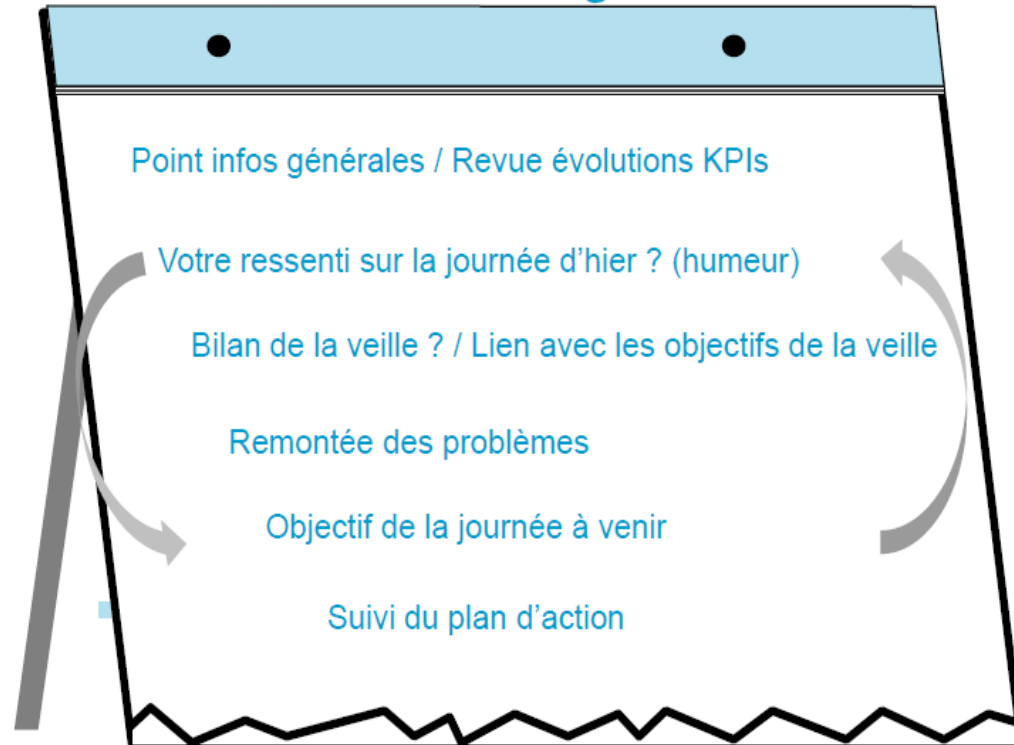 Point infos générales / Revue évolutions KPIs
Votre ressenti sur la journée d'hier ? (humeur)
Bilan de la veille ? / Lien avec les objectifs de la veille
Remontée des problèmes
Objectif de la journée à venir
Suivi du plan d'action